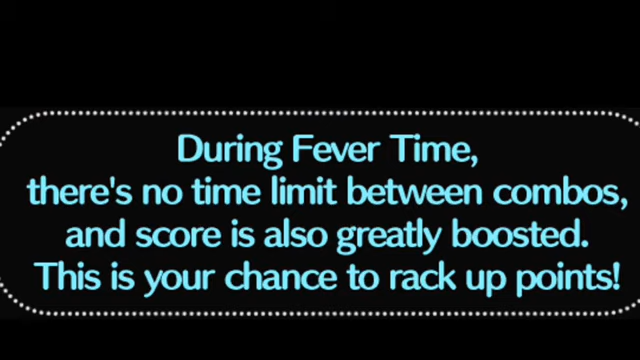 During Fever Time,
there's no time limit between combos,
and score is also greatly boosted.
This is your chance to rack up points!